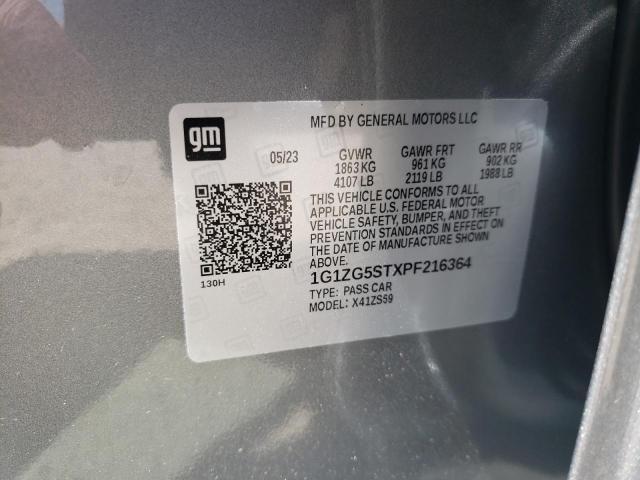 gm
MFD BY GENERAL MOTORS LLC
05/23 GVWR GAWR FRT GAWR RR
1863 KG 961 KG 902 KG
4107 LB 2119 LB 1988 LB
THIS VEHICLE CONFORMS TO ALL
APPLICABLE U.S. FEDERAL MOTOR
VEHICLE SAFETY, BUMPER, AND THEFT
PREVENTION STANDARDS IN EFFECT ON
THE DATE OF MANUFACTURE SHOWN
ABOVE.
130H
1G1ZG5STXPF216364
TYPE: PASS CAR
MODEL: X41ZS59